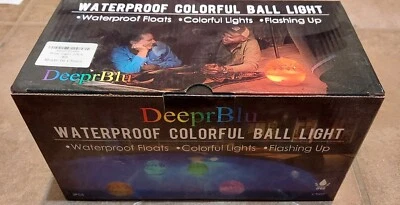 WATERPROOF COLORFUL BALL LIGHT
•Waterproof Floats •Colorful Lights •Flashing Up
DeeprBlu
DeeprBlu
WATERPROOF COLORFUL BALL LIGHT
•Waterproof Floats •Colorful Lights •Flashing Up